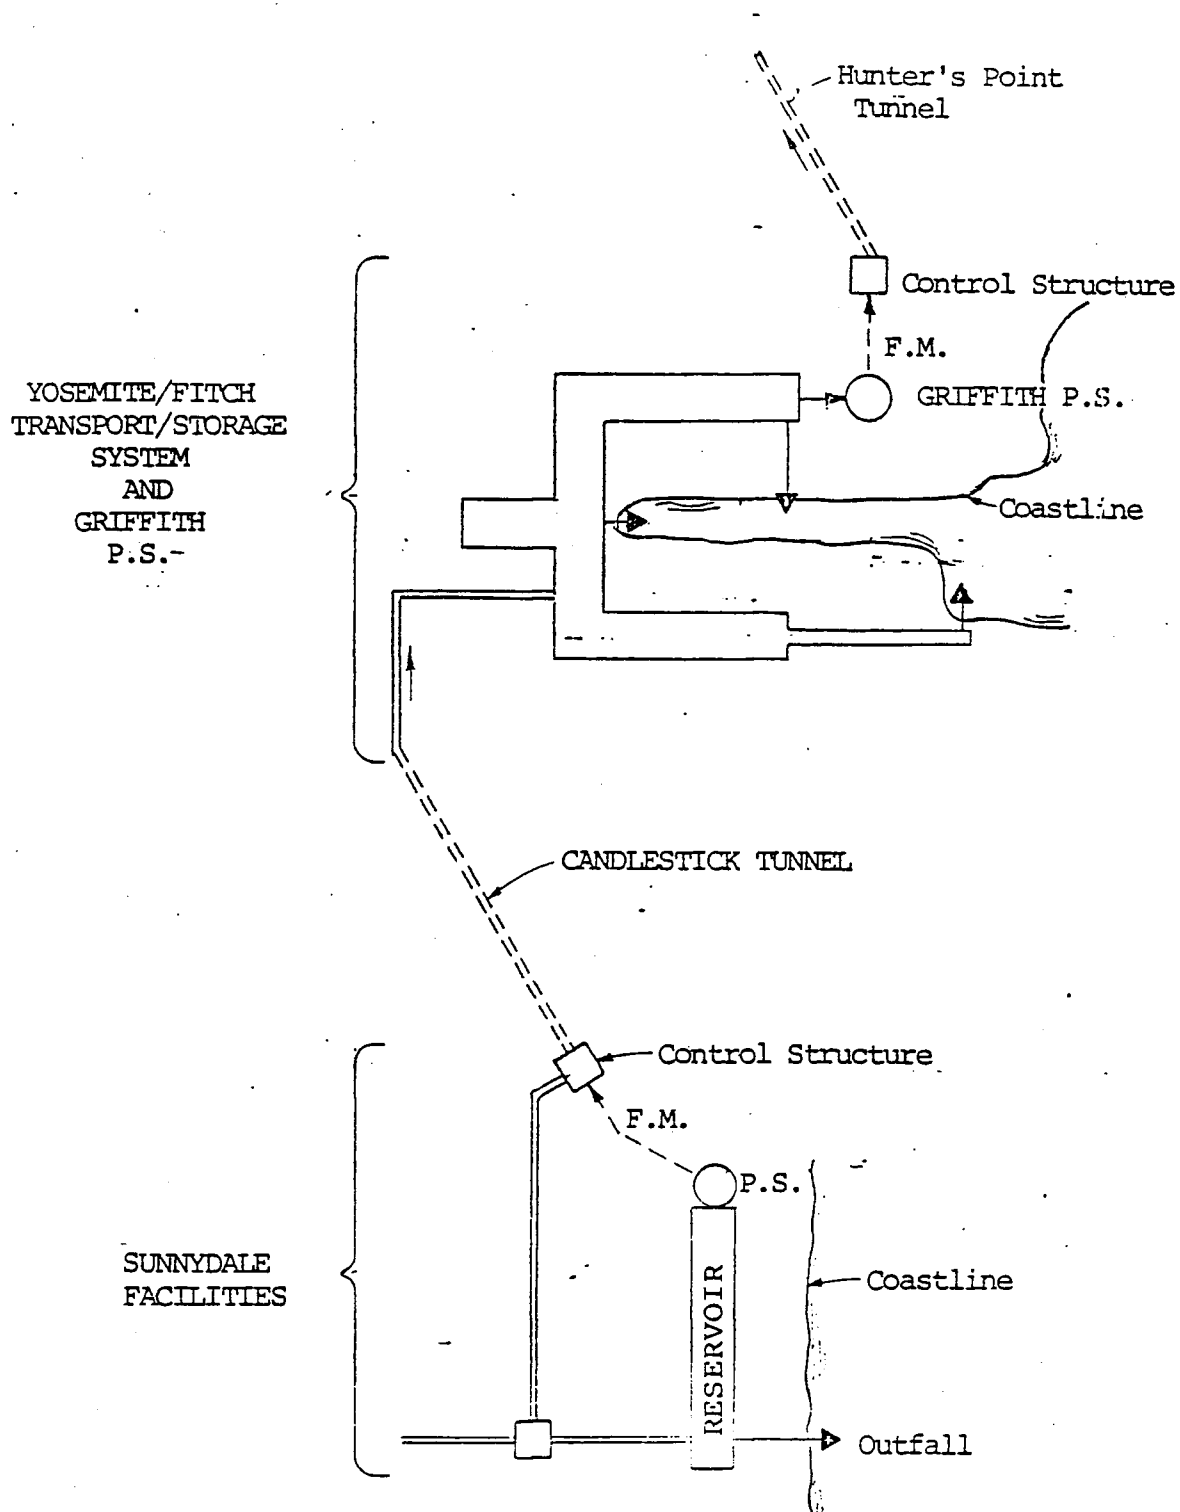 Hunter's Point
Tunnel
Control Structure
F.M.
GRIFFITH P.S.
YOSEMITE/FITCH
TRANSPORT/STORAGE
SYSTEM
AND
GRIFFITH
P.S.
Coastline
CANDLESTICK TUNNEL
Control Structure
F.M.
P.S.
SUNNYDALE
FACILITIES
RESERVOIR
Coastline
Outfall